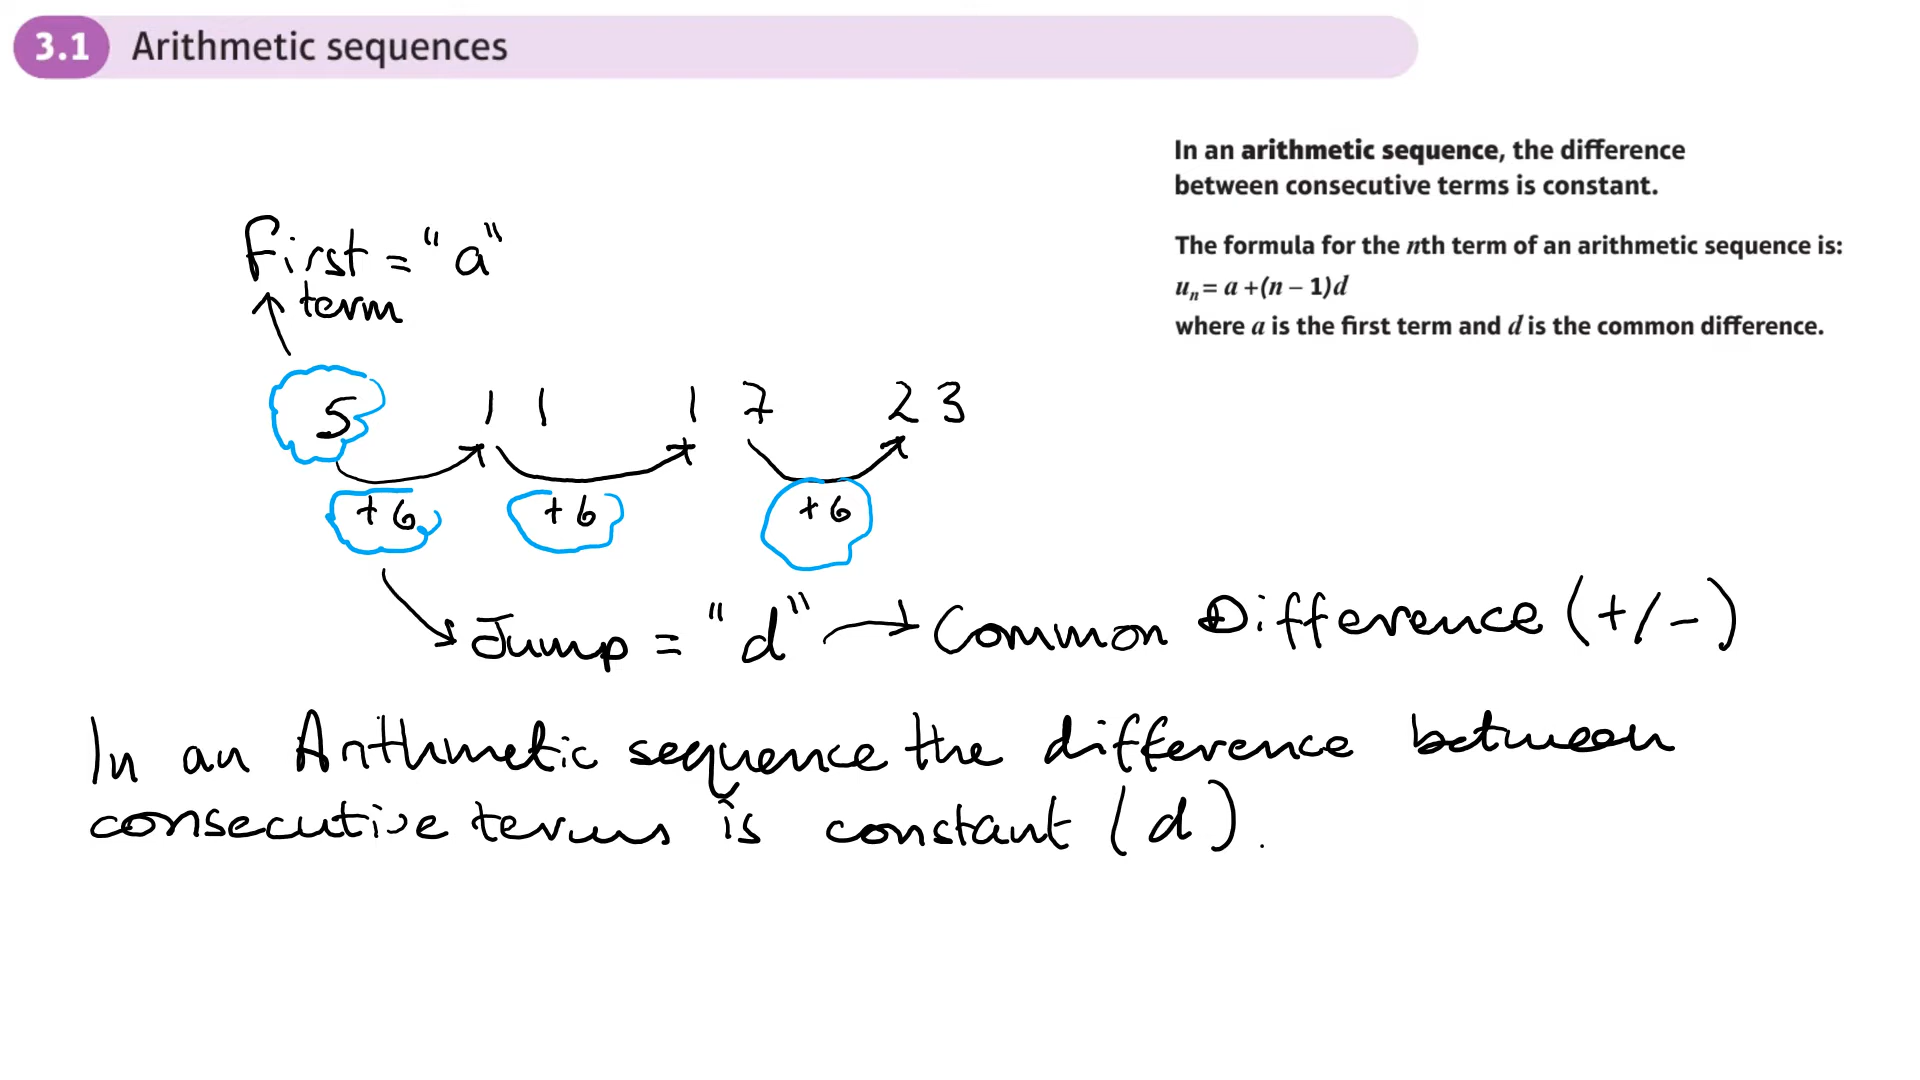 3.1 Arithmetic sequences
In an arithmetic sequence, the difference
between consecutive terms is constant.
The formula for the nth term of an arithmetic sequence is:
uₙ = a +(n – 1)d
where a is the first term and d is the common difference.
First = "a"
term
5 11 17 23
+6 +6 +6
Jump = "d" → Common Difference (+/-)
In an Arithmetic sequence the difference between
consecutive terms is constant (d).